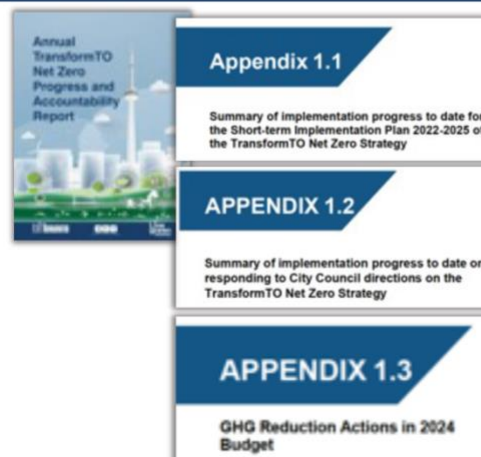 Annual
TransformTO
Net Zero
Progress and
Accountability
Report
Appendix 1.1
Summary of implementation progress to date for
the Short-term Implementation Plan 2022-2025 of
the TransformTO Net Zero Strategy
APPENDIX 1.2
Summary of implementation progress to date on
responding to City Council directions on the
TransformTO Net Zero Strategy
APPENDIX 1.3
GHG Reduction Actions in 2024
Budget